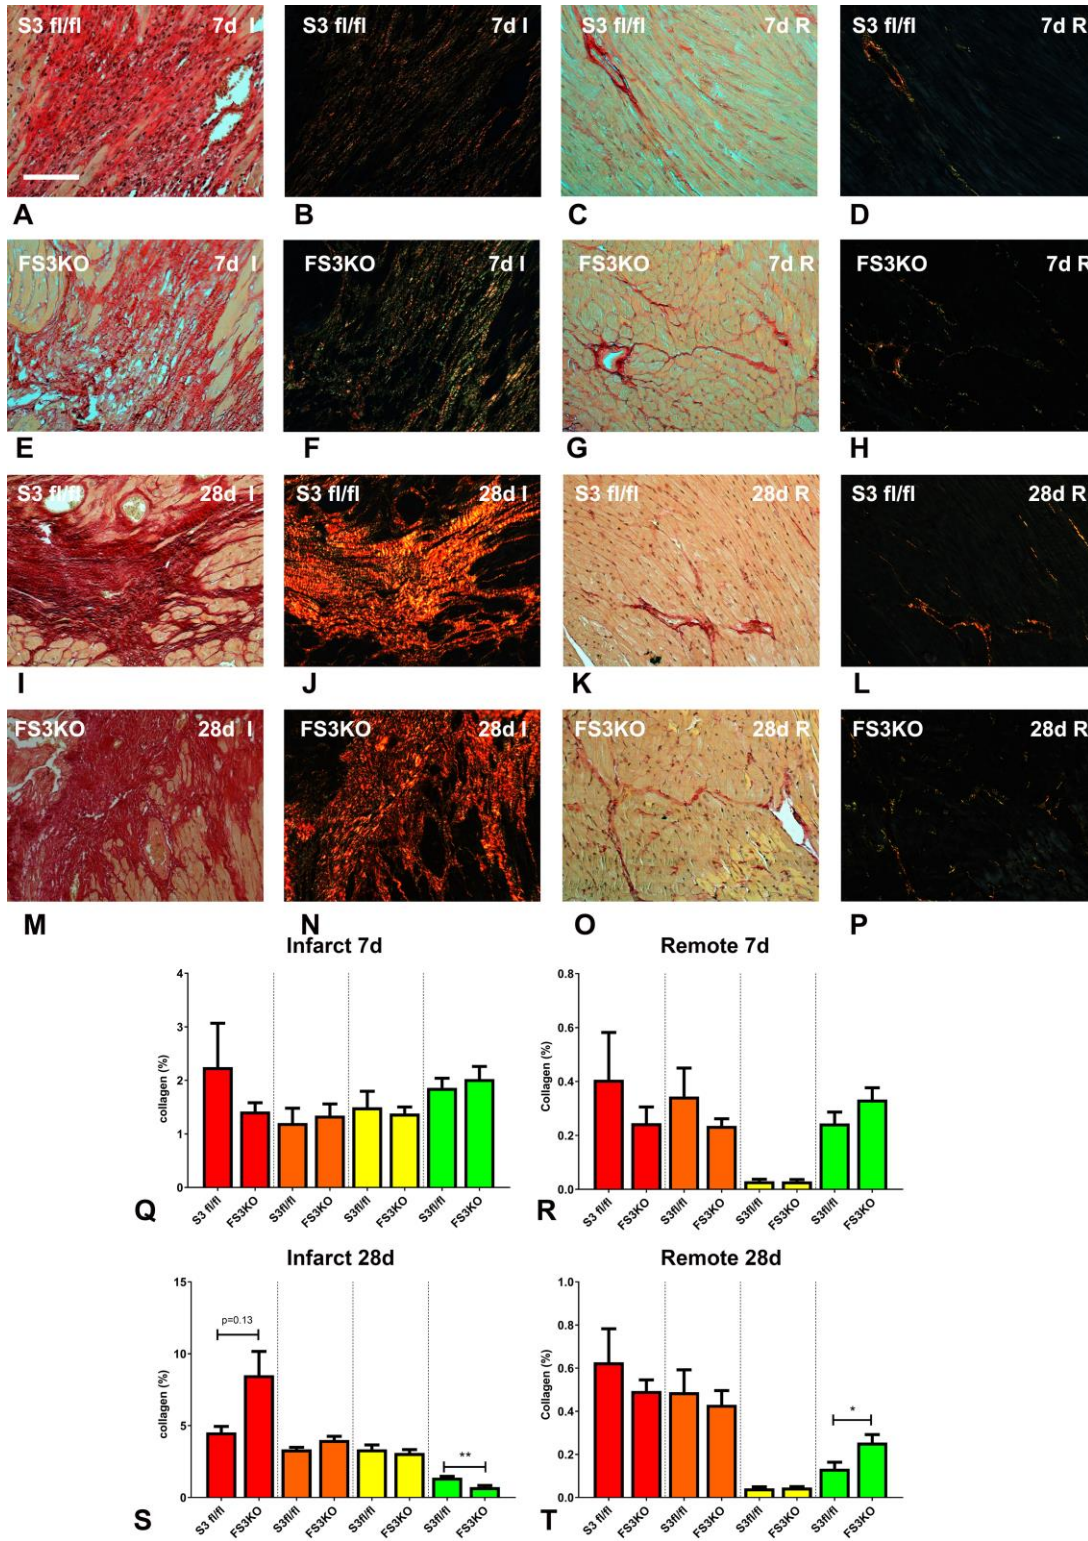 S3 fl/fl 7d I S3 fl/fl 7d I S3 fl/fl 7d R S3 fl/fl 7d R
A B C D
FS3KO 7d I FS3KO 7d I FS3KO 7d R FS3KO 7d R
E F G H
S3 fl/fl 28d I S3 fl/fl 28d I S3 fl/fl 28d R S3 fl/fl 28d R
I J K L
FS3KO 28d I FS3KO 28d I FS3KO 28d R FS3KO 28d R
M N O P
Infarct 7d
collagen (%)
4
3
2
1
0
S3 fl/fl FS3KO S3fl/fl FS3KO S3fl/fl FS3KO S3fl/fl FS3KO
Q
Remote 7d
Collagen (%)
0.8
0.6
0.4
0.2
0.0
S3 fl/fl FS3KO S3fl/fl FS3KO S3fl/fl FS3KO S3fl/fl FS3KO
R
Infarct 28d
collagen (%)
15
10
5
0
p=0.13
**
S3 fl/fl FS3KO S3fl/fl FS3KO S3fl/fl FS3KO S3fl/fl FS3KO
S
Remote 28d
Collagen (%)
1.0
0.8
0.6
0.4
0.2
0.0
*
S3 fl/fl FS3KO S3fl/fl FS3KO S3fl/fl FS3KO S3fl/fl FS3KO
T